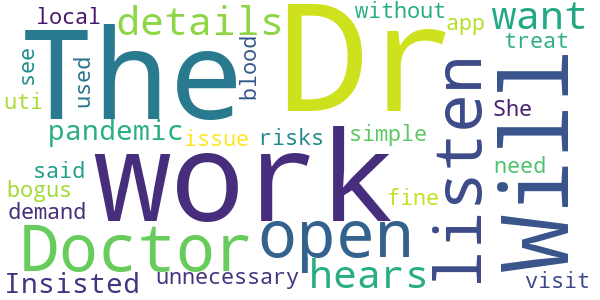 local
The
details
Dr
without
app
want
treat
see
used
blood
uti
pandemic
issue
risks
simple
listen
She
Will
said
work
need
bogus
demand
fine
Doctor
open
hears
Insisted
unnecessary
visit